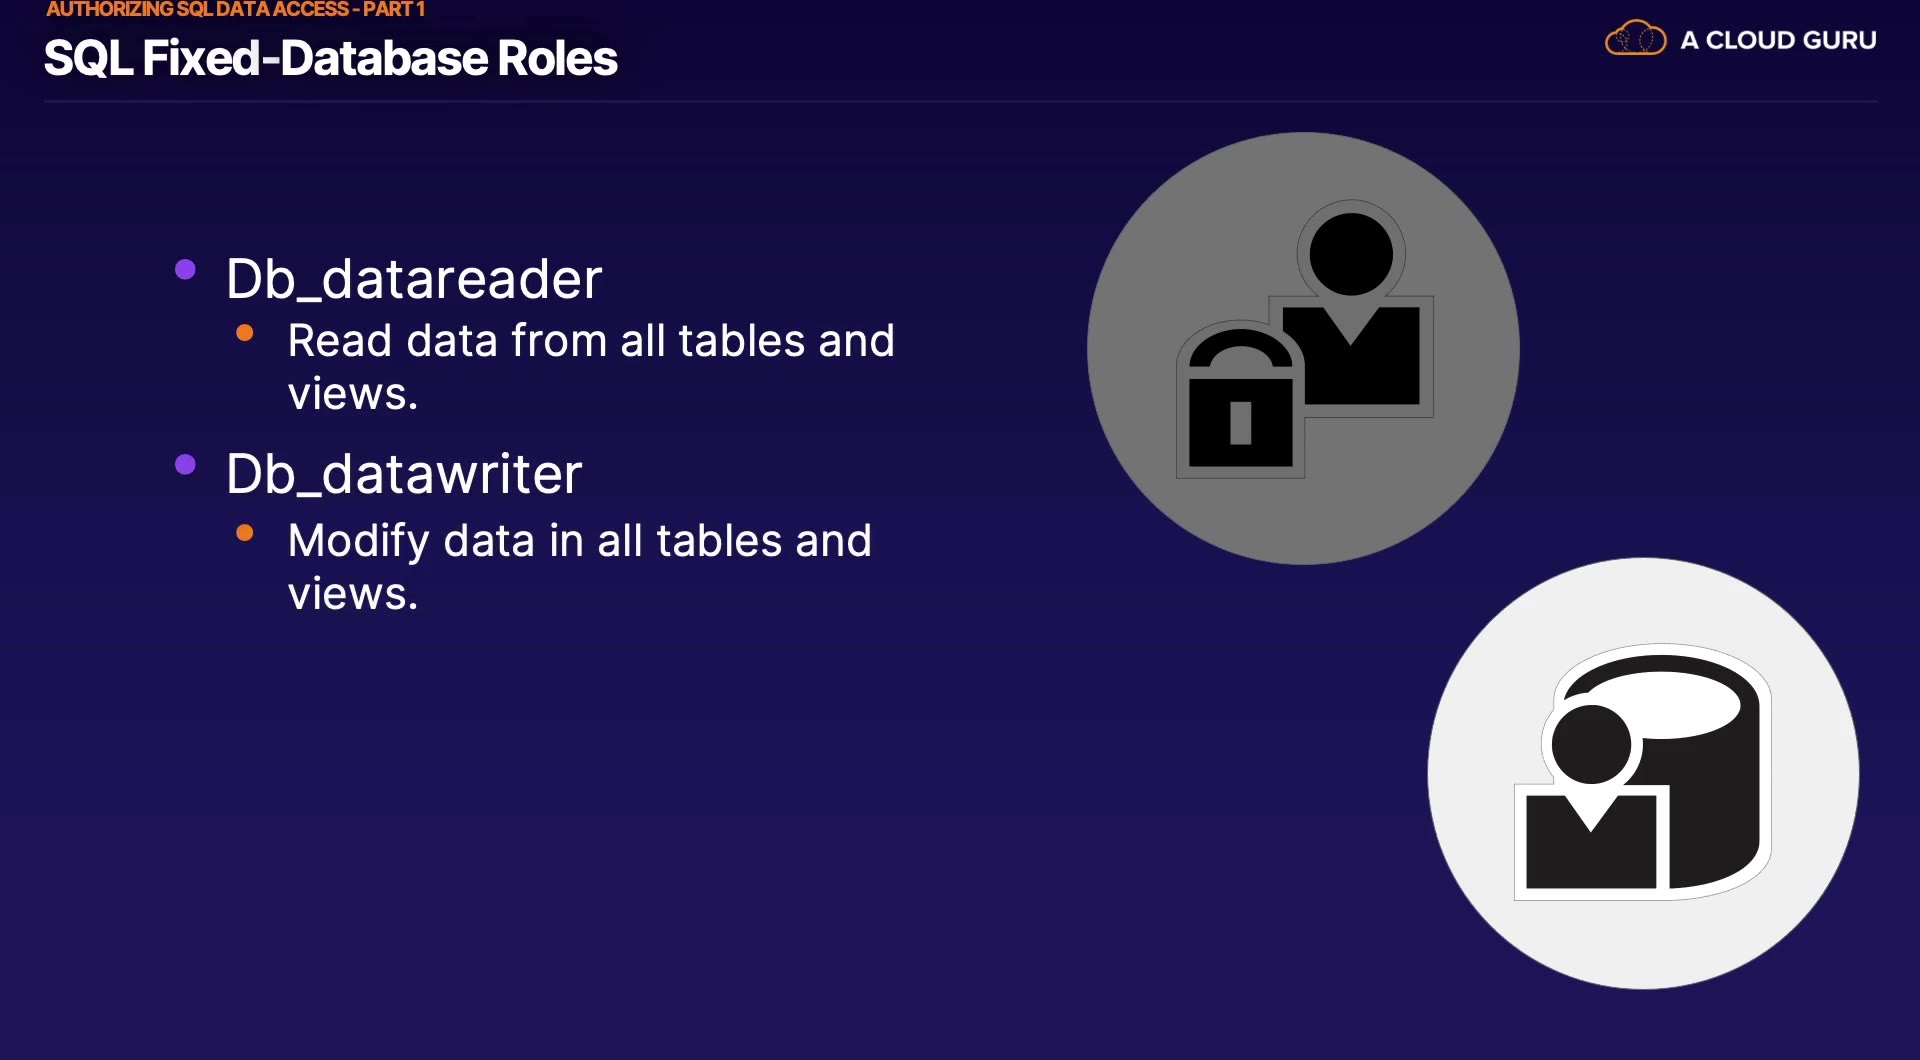 AUTHORIZING SQL DATA ACCESS - PART 1
SQL Fixed-Database Roles
A CLOUD GURU
Db_datareader
Read data from all tables and
views.
Db_datawriter
Modify data in all tables and
views.